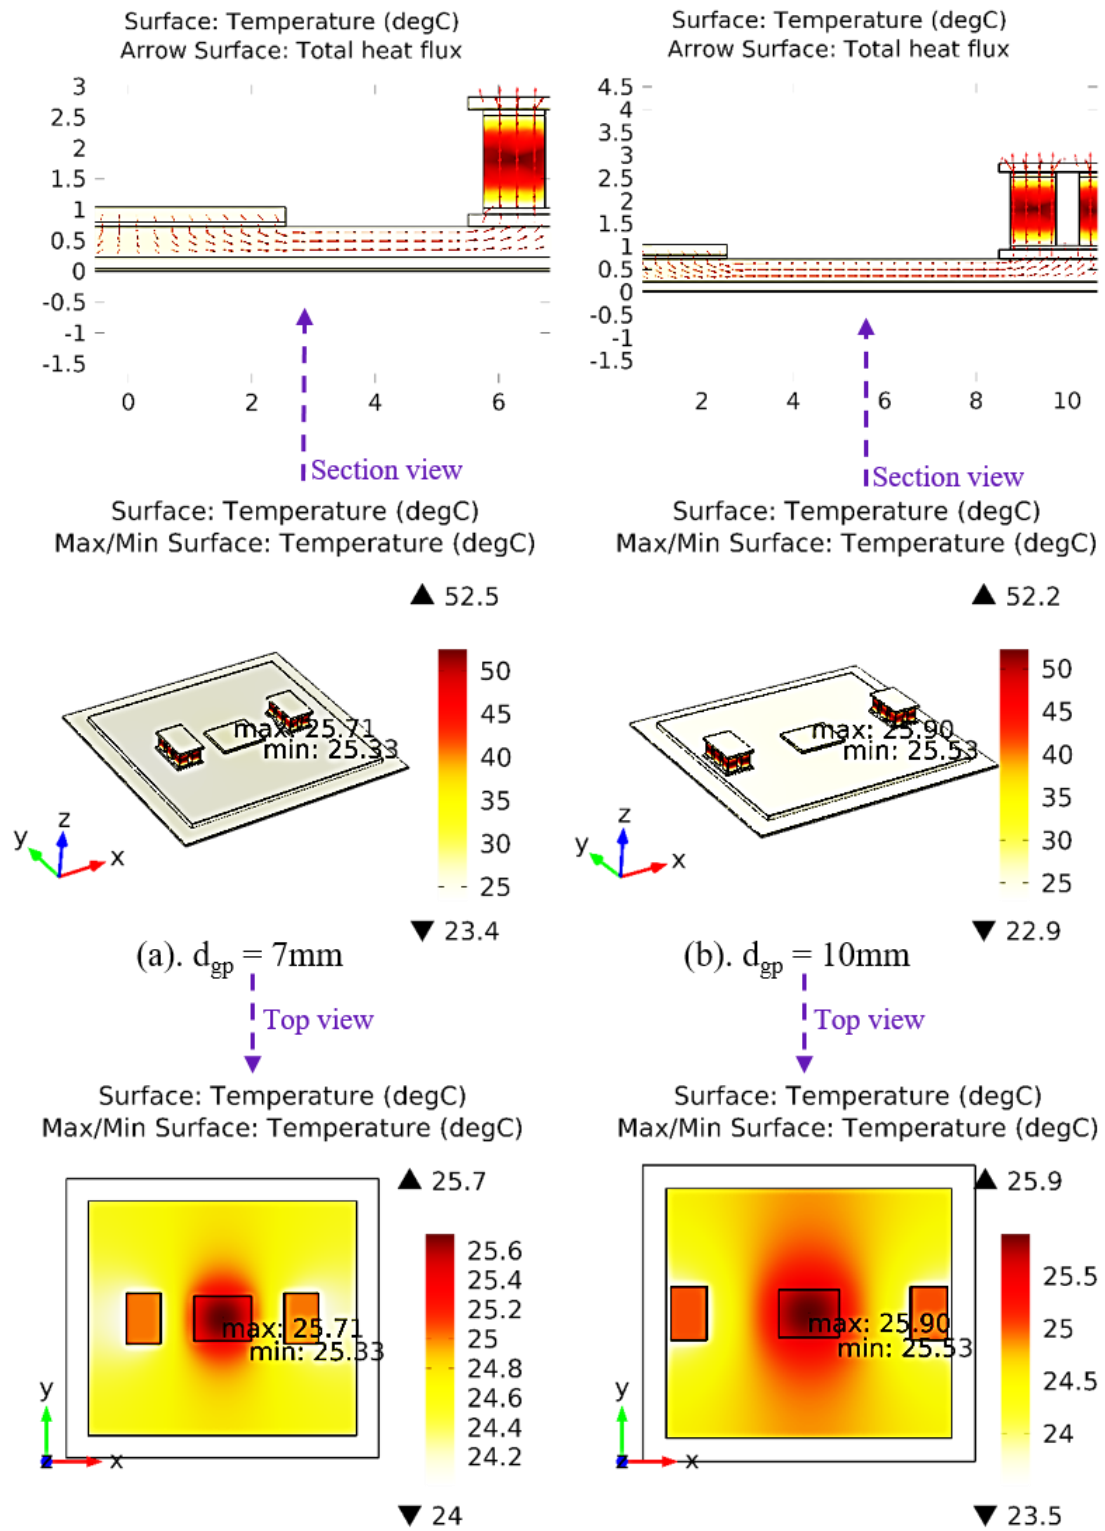 Surface: Temperature (degC)
Arrow Surface: Total heat flux
3
2.5
2
1.5
1
0.5
0
-0.5
-1
-1.5
0 2 4 6
Section view
Surface: Temperature (degC)
Arrow Surface: Total heat flux
4.5
4
3.5
3
2.5
2
1.5
1
0.5
0
-0.5
-1
-1.5
2 4 6 8 10
Section view
Surface: Temperature (degC)
Max/Min Surface: Temperature (degC)
▲ 52.5
50
45
40
35
30
25
▼ 23.4
max: 25.71
min: 25.33
y z x
(a). dgp = 7mm
Top view
Surface: Temperature (degC)
Max/Min Surface: Temperature (degC)
▲ 52.2
50
45
40
35
30
25
▼ 22.9
max: 25.90
min: 25.53
y z x
(b). dgp = 10mm
Top view
Surface: Temperature (degC)
Max/Min Surface: Temperature (degC)
▲ 25.7
25.6
25.4
25.2
25
24.8
24.6
24.4
24.2
▼ 24
max: 25.71
min: 25.33
y
z x
Surface: Temperature (degC)
Max/Min Surface: Temperature (degC)
▲ 25.9
25.5
25
24.5
24
▼ 23.5
max: 25.90
min: 25.53
y
z x